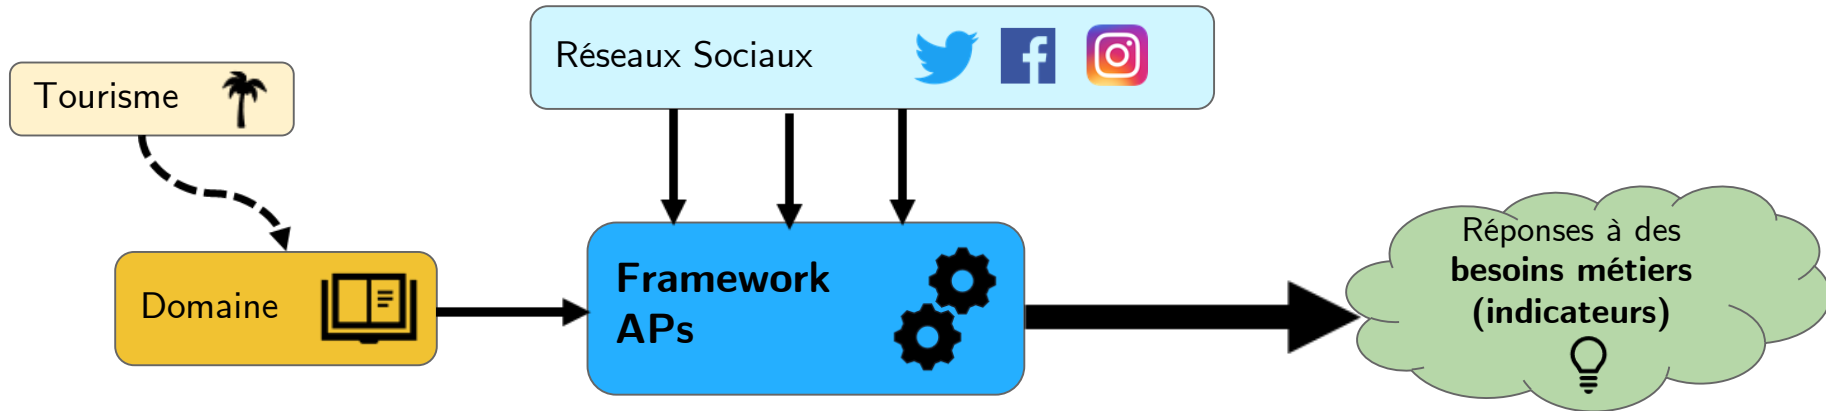 Réseaux Sociaux
Tourisme
Domaine
Framework
APs
Réponses à des
besoins métiers
(indicateurs)